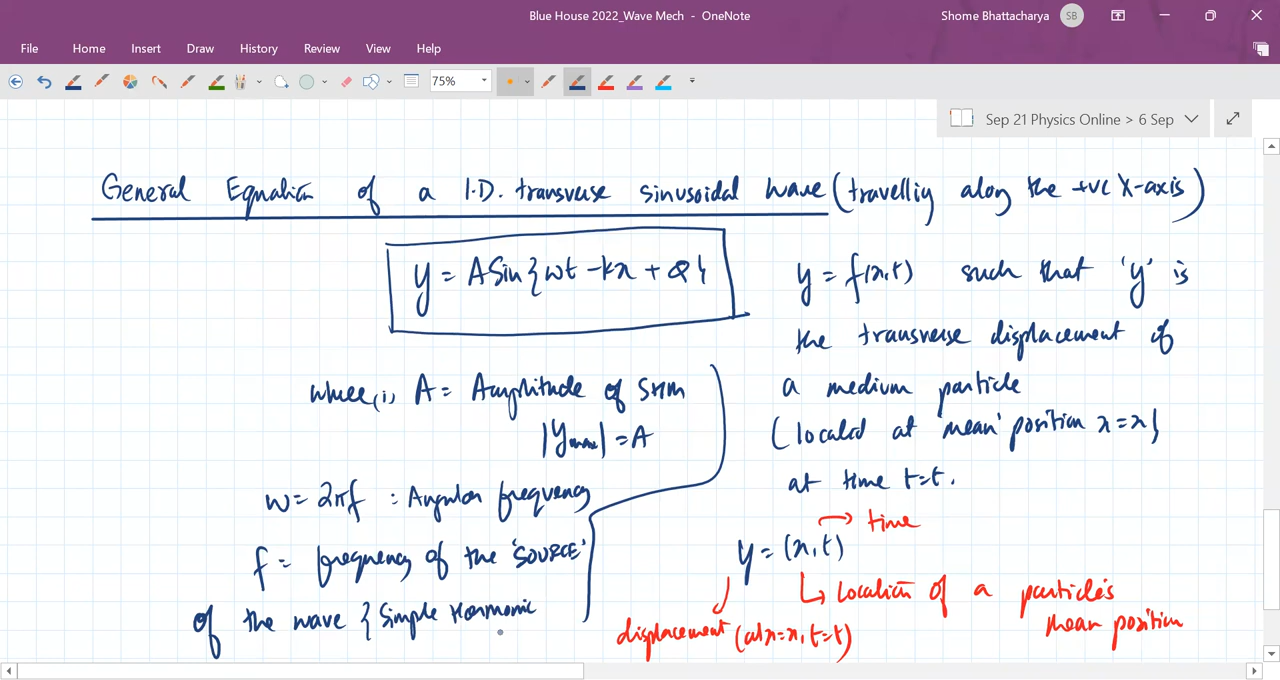 Blue House 2022_Wave Mech - OneNote
Shome Bhattacharya
SB
File Home Insert Draw History Review View Help
75%
Sep 21 Physics Online > 6 Sep
General Equation of a 1.D. transverse sinusoidal wave (travelling along the +ve X-axis)
y = A Sin{wt - kx + Q}
where (i) A = Amplitude of SHM
|ymax| = A
w = 2πf : Angular frequency
f = frequency of the 'SOURCE'
of the wave { Simple Harmonic
y = f(x,t) such that 'y' is
the transverse displacement of
a medium particle
(located at 'mean' position x=x)
at time t=t.
→ time
y = (x,t)
↳ Location of a particle's
mean position
displacement (at x=x, t=t)